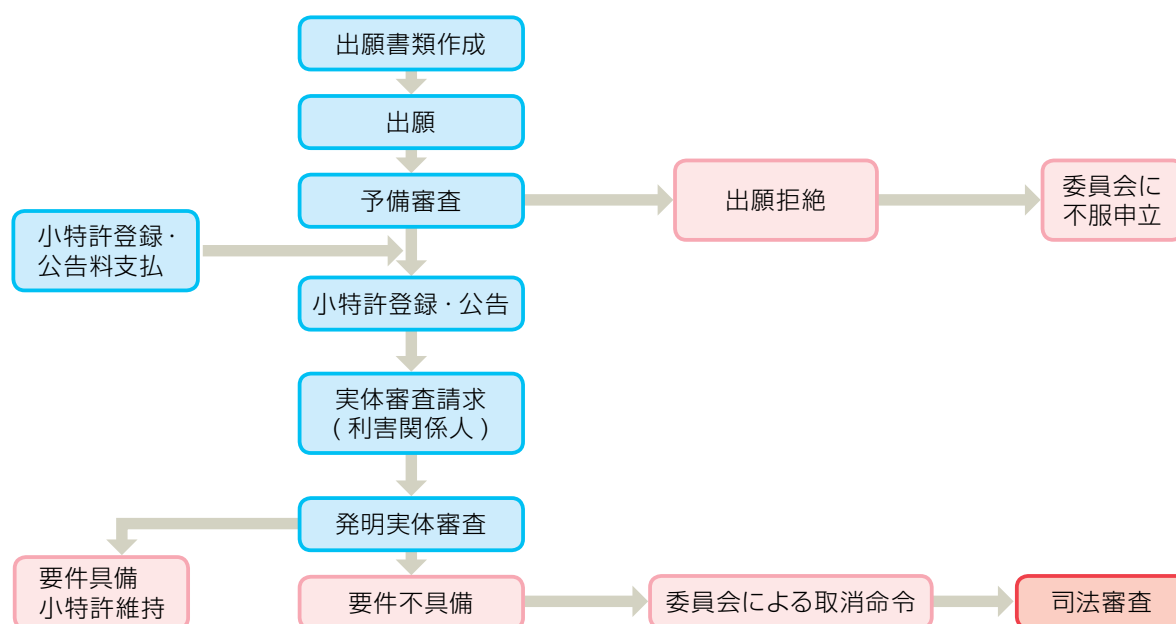 出願書類作成
出願
予備審査
出願拒絶
委員会に
不服申立
小特許登録・
公告料支払
小特許登録・公告
実体審査請求
(利害関係人)
発明実体審査
要件具備
小特許維持
要件不具備
委員会による取消命令
司法審査